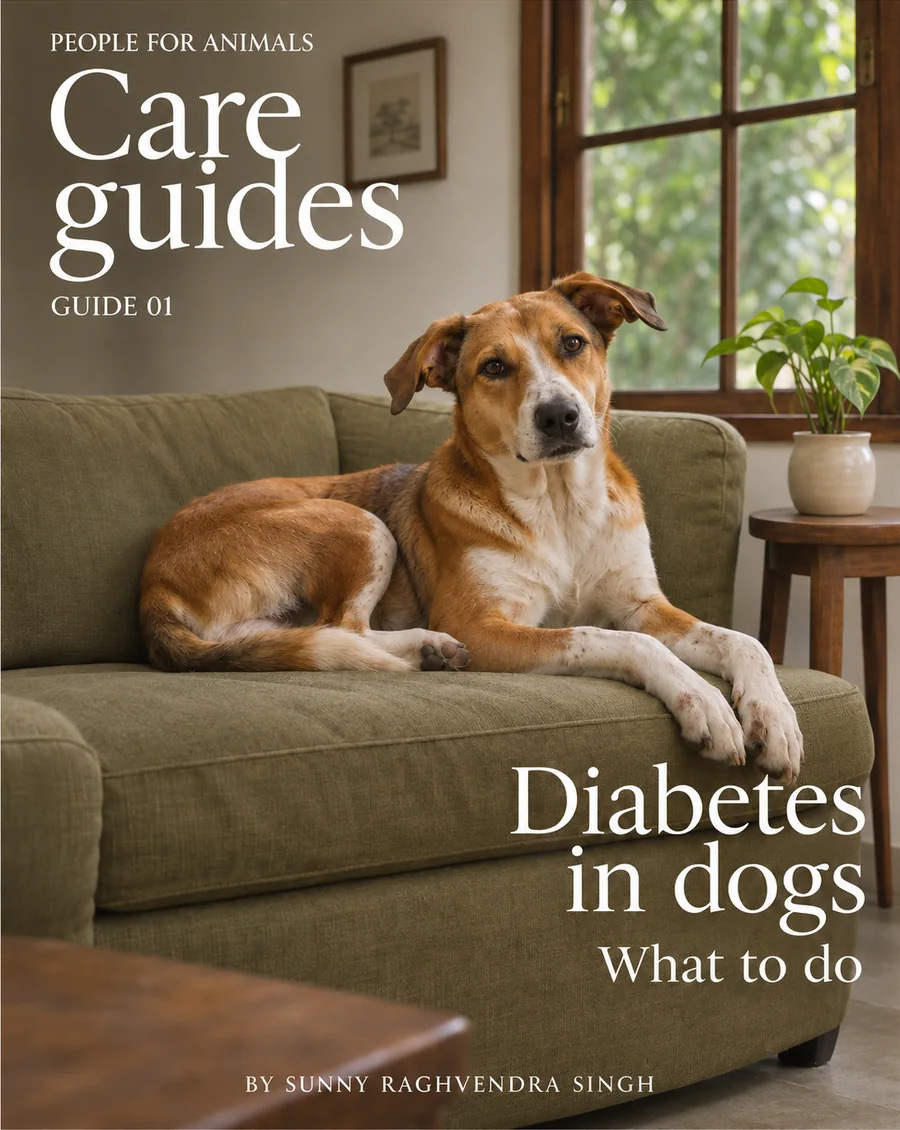 PEOPLE FOR ANIMALS
Care
guides
GUIDE 01
Diabetes
in dogs
What to do
BY SUNNY RAGHVENDRA SINGH